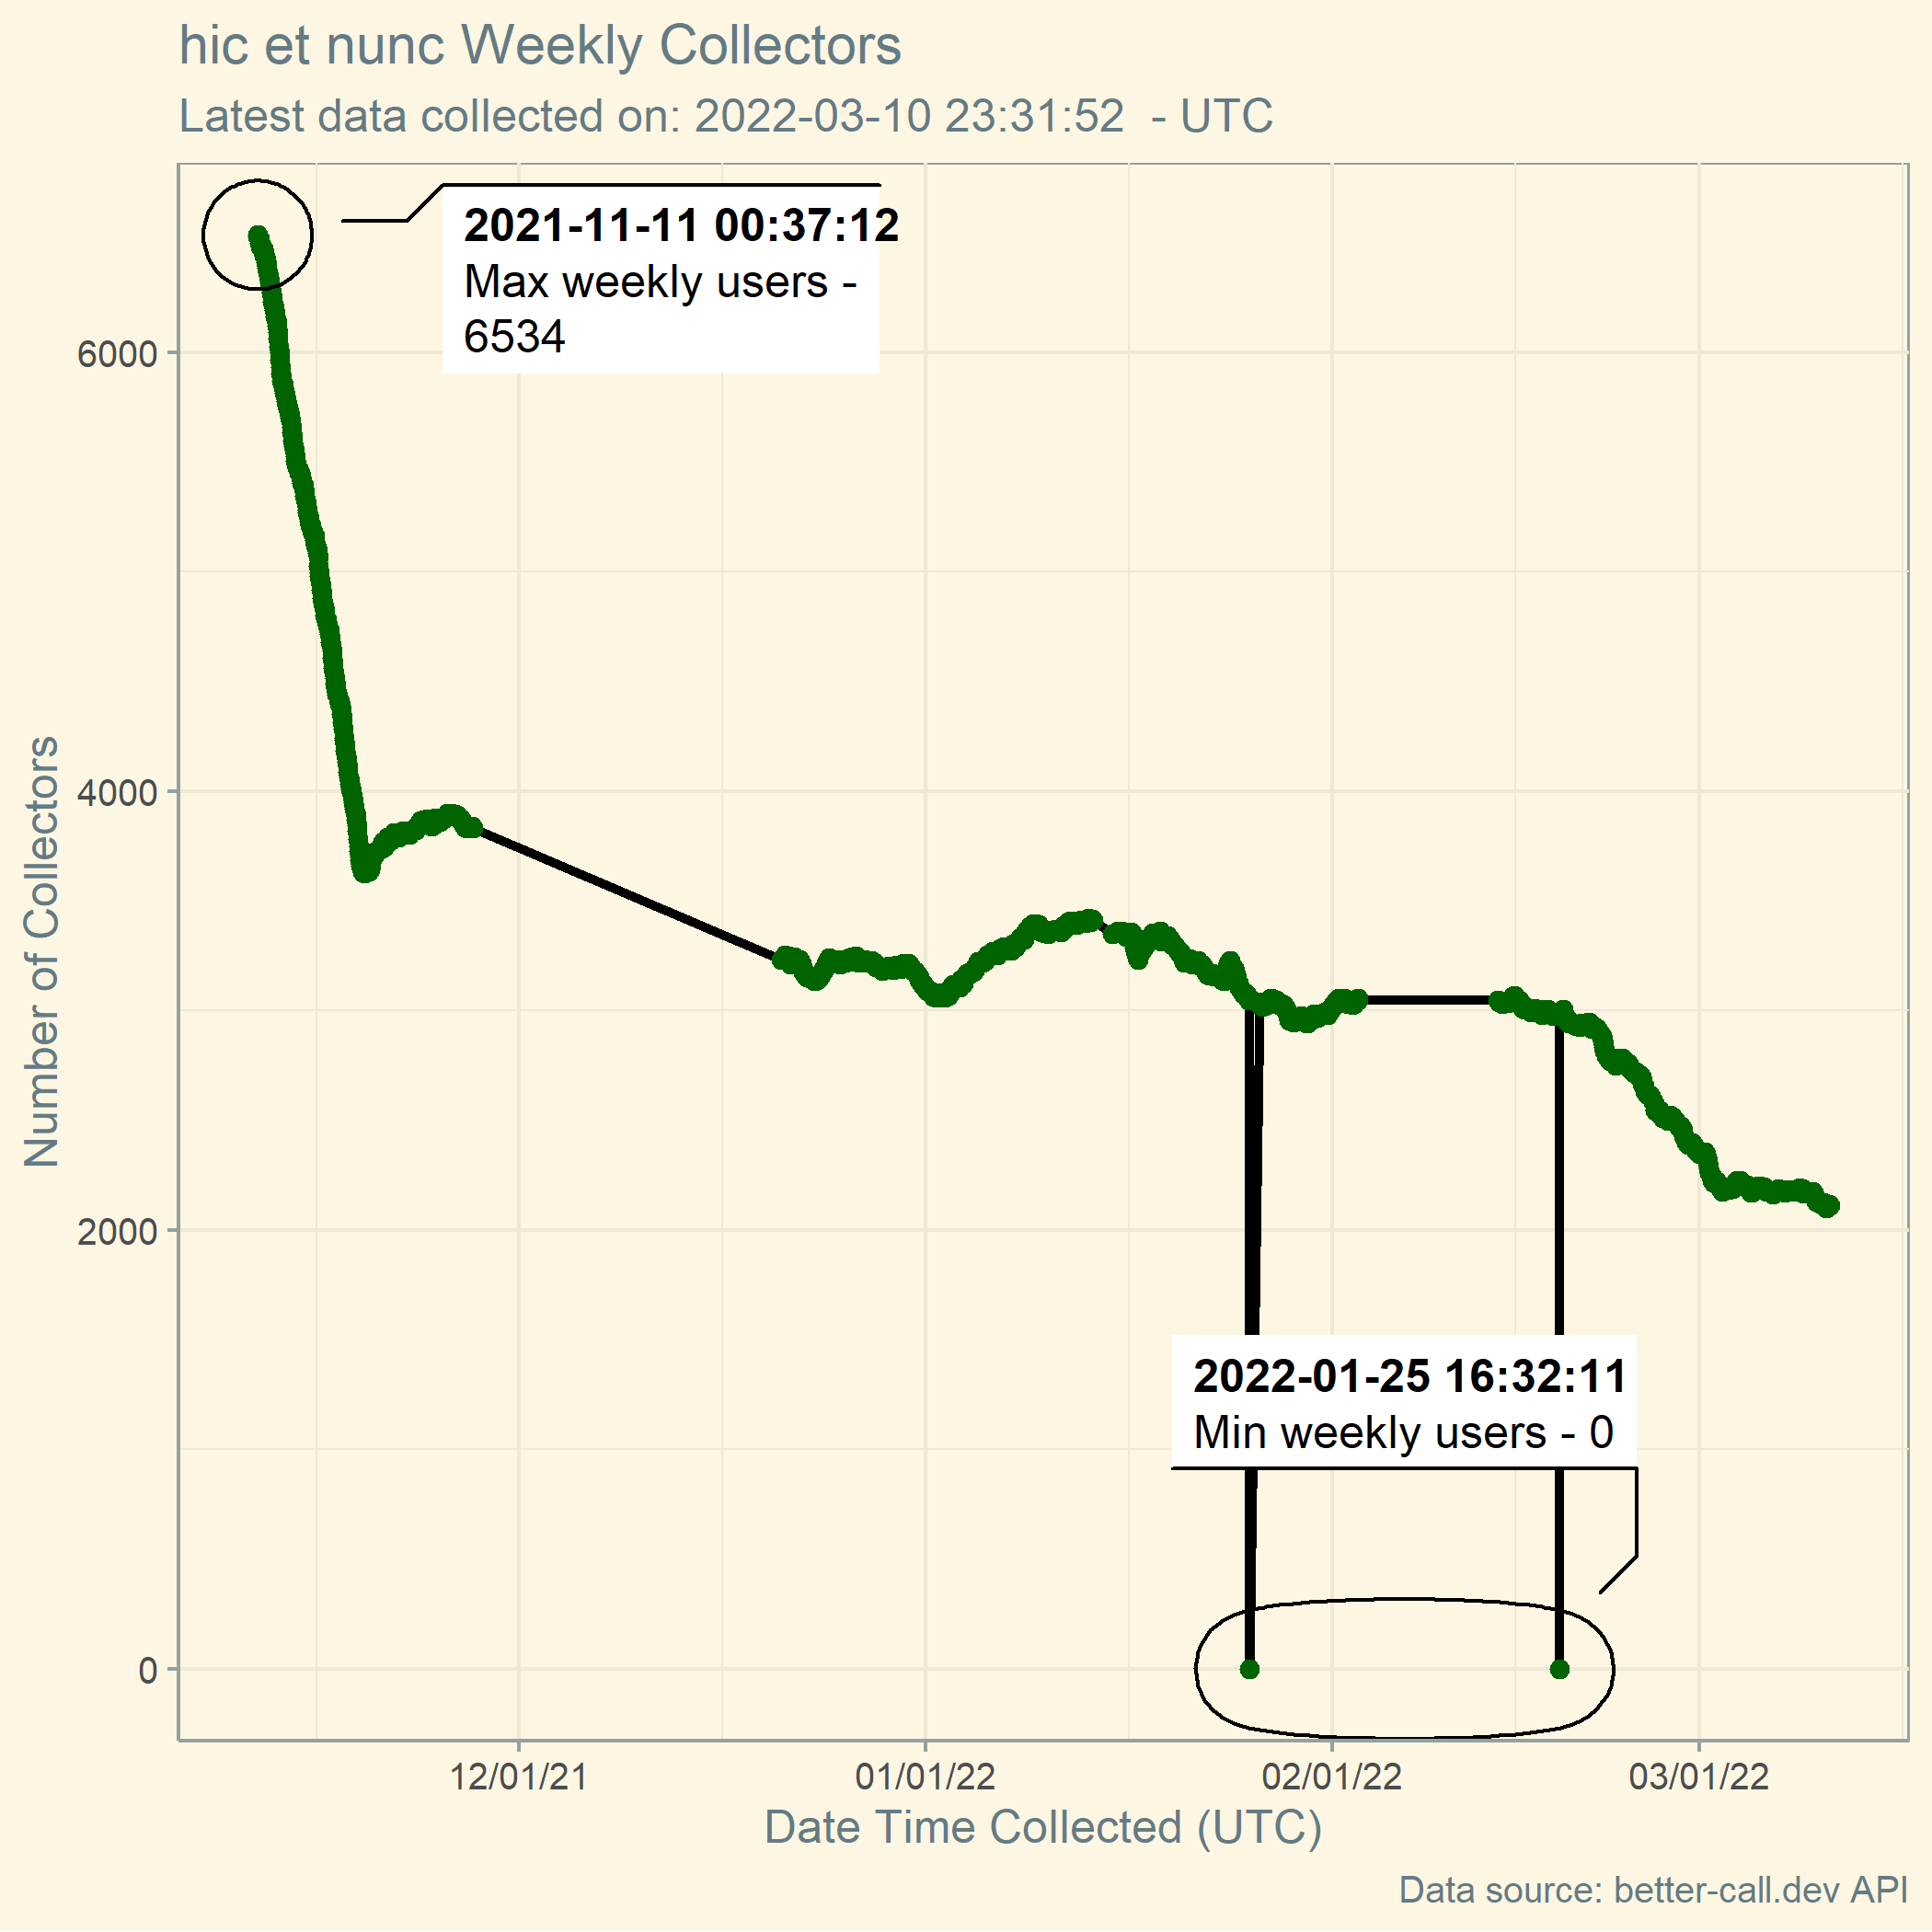 hic et nunc Weekly Collectors
Latest data collected on: 2022-03-10 23:31:52  - UTC
2021-11-11 00:37:12
Max weekly users -
6534
6000
4000
2000
0
Number of Collectors
2022-01-25 16:32:11
Min weekly users - 0
12/01/21
01/01/22
02/01/22
03/01/22
Date Time Collected (UTC)
Data source: better-call.dev API